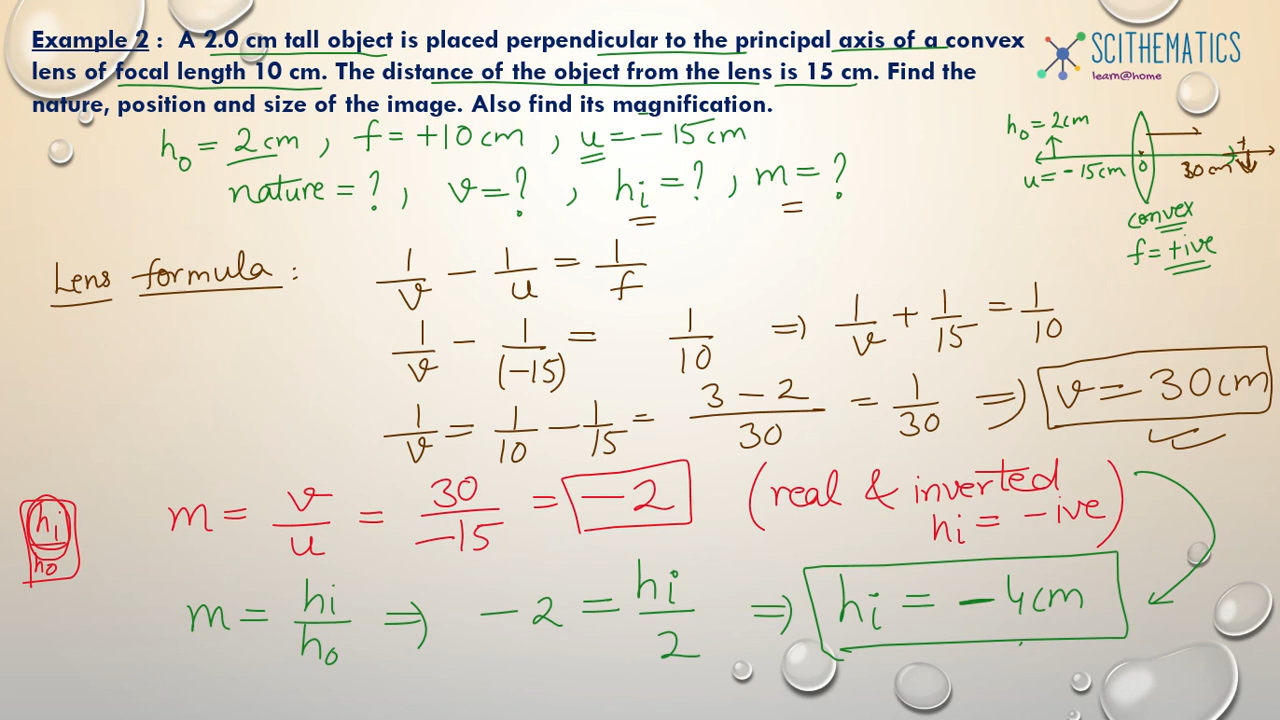 Example 2 : A 2.0 cm tall object is placed perpendicular to the principal axis of a convex
lens of focal length 10 cm. The distance of the object from the lens is 15 cm. Find the
nature, position and size of the image. Also find its magnification.
SCITHEMATICS
learn@home
h₀ = 2cm , f = +10cm , u = -15cm
nature = ? , v = ? , hᵢ = ? , m = ?
h₀ = 2cm
u = -15cm
O
30cm
+
convex
f = +ive
Lens formula :
1/v - 1/u = 1/f
1/v - 1/(-15) = 1/10 => 1/v + 1/15 = 1/10
1/v = 1/10 - 1/15 = 3-2/30 = 1/30 => v = 30cm
m = v/u = 30/-15 = -2 (real & inverted
hi = -ive)
hi/h₀
m = hi/h₀ => -2 = hi/2 => hi = -4cm